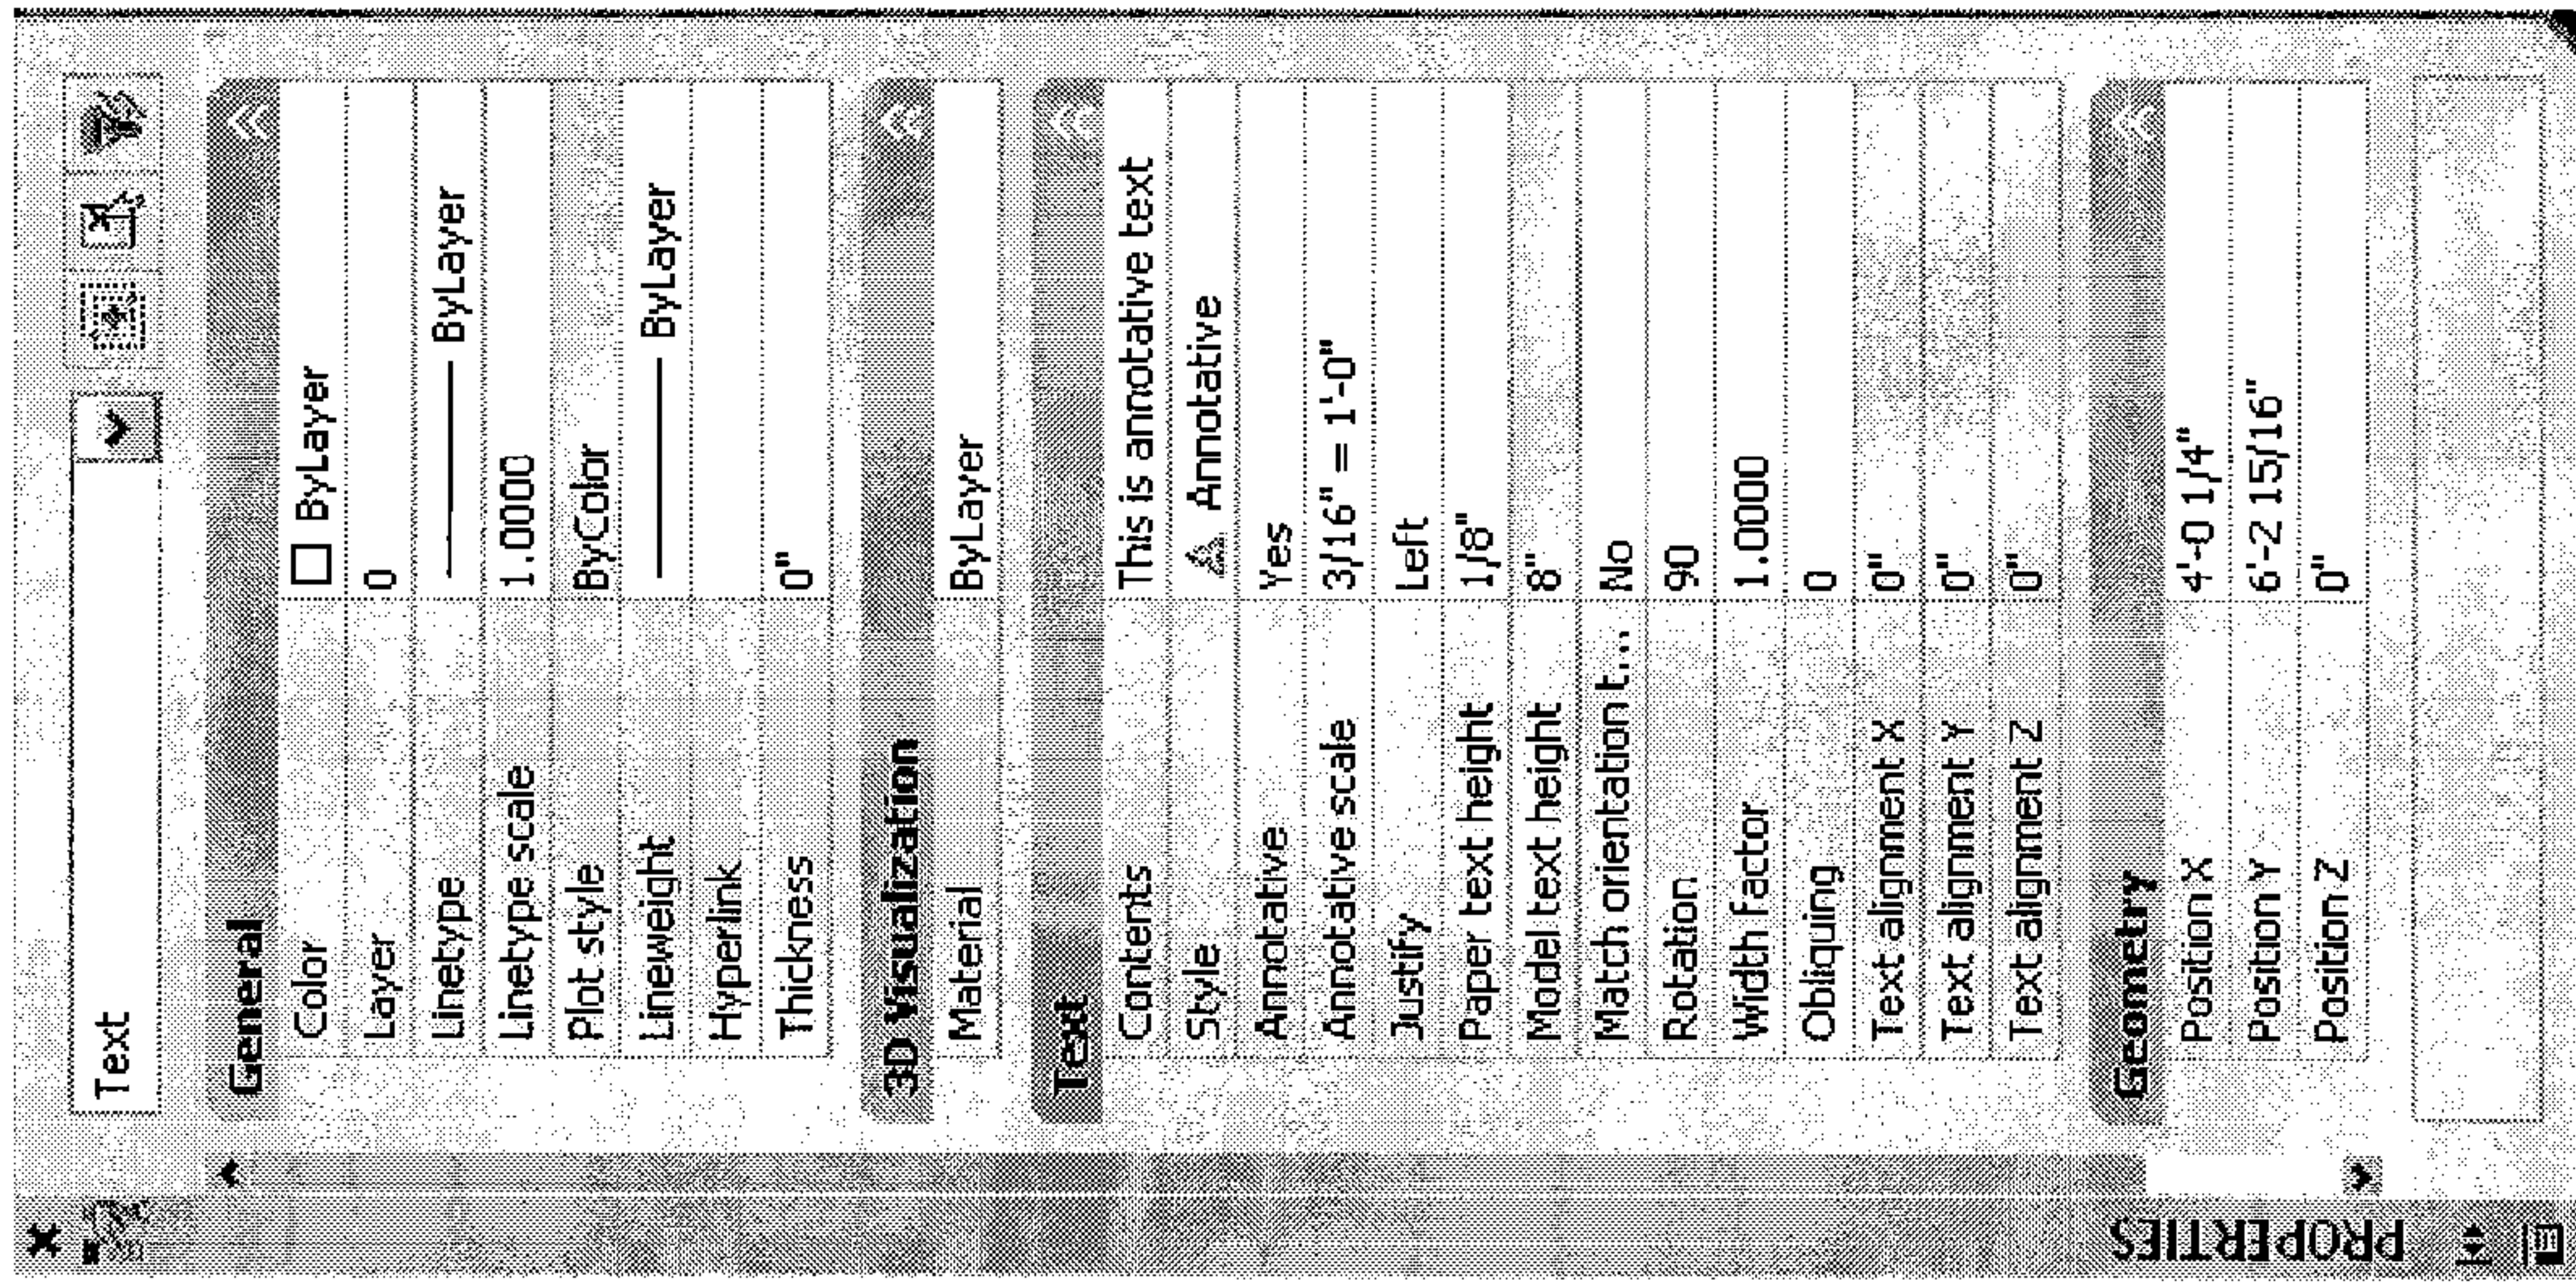 Text
General
Color ByLayer
Layer 0
Linetype ByLayer
Linetype scale 1.0000
Plot style ByColor
Lineweight ByLayer
Hyperlink
Thickness 0"
3D Visualization
Material ByLayer
Text
Contents This is annotative text
Style Annotative
Annotative Yes
Annotative scale 3/16" = 1'-0"
Justify Left
Paper text height 1/8"
Model text height 8"
Match orientation t... No
Rotation 90
Width factor 1.0000
Obliquing 0
Text alignment X 0"
Text alignment Y 0"
Text alignment Z 0"
Geometry
Position X 4'-0 1/4"
Position Y 6'-2 15/16"
Position Z 0"
PROPERTIES